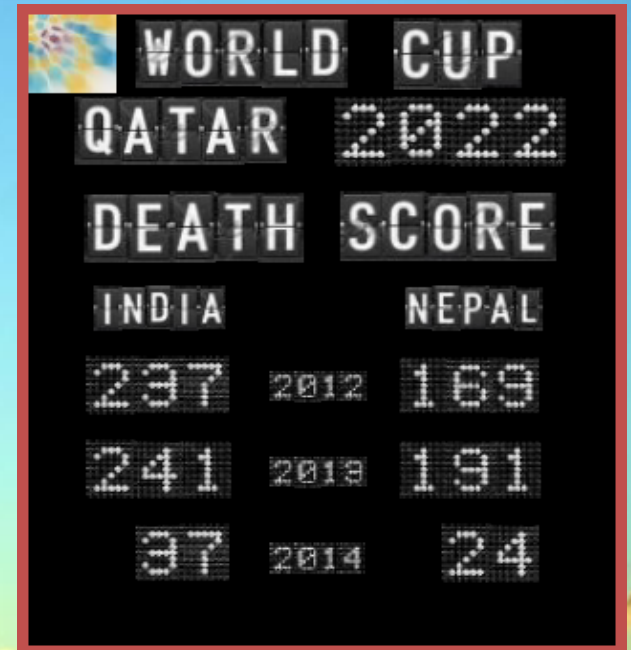 WORLD CUP
QATAR 2022
DEATH SCORE
INDIA NEPAL
237 2012 169
241 2013 191
37 2014 24